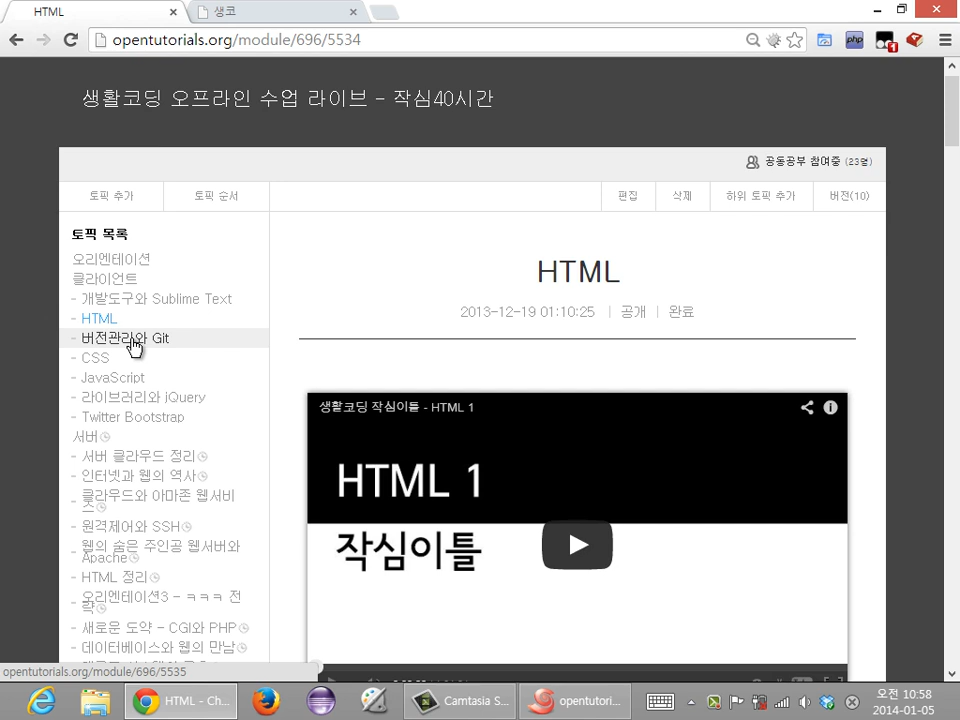 HTML
생코
opentutorials.org/module/696/5534
php
1
생활코딩 오프라인 수업 라이브 - 작심40시간
공동공부 참여중 (23명)
토픽 추가
토픽 순서
편집
삭제
하위 토픽 추가
버전(10)
토픽 목록
오리엔테이션
클라이언트
- 개발도구와 Sublime Text
- HTML
- 버전관리와 Git
- CSS
- JavaScript
- 라이브러리와 jQuery
- Twitter Bootstrap
서버
- 서버 클라우드 정리
- 인터넷과 웹의 역사
- 클라우드와 아마존 웹서비
스
- 원격제어와 SSH
- 웹의 숨은 주인공 웹서버와
Apache
- HTML 정리
- 오리엔테이션3 - ㅋㅋㅋ 전
략
- 새로운 도약 - CGI와 PHP
- 데이터베이스와 웹의 만남
HTML
2013-12-19 01:10:25 | 공개 | 완료
생활코딩 작심이틀 - HTML 1
HTML 1
작심이틀
opentutorials.org/module/696/5535
HTML - Ch...
Camtasia S...
opentutori...
오전 10:58
2014-01-05